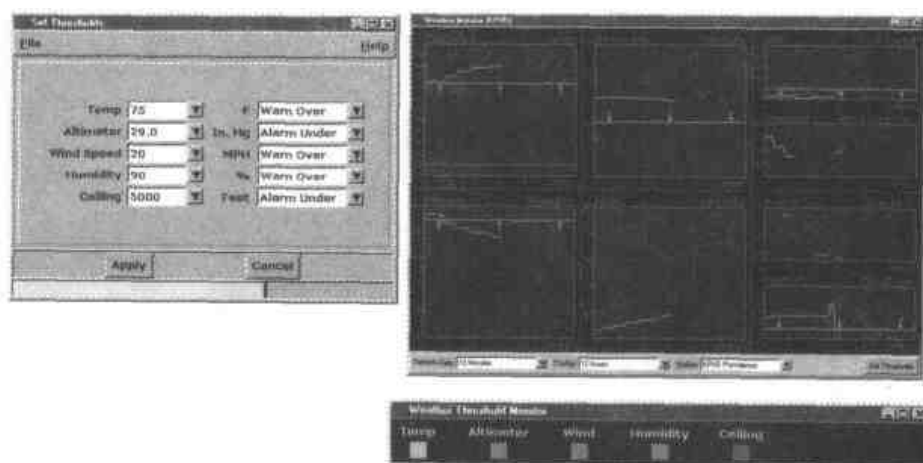 Set Thresholds
File Help
Temp 75 F Warn Over
Altimeter 29.0 In. Hg Alarm Under
Wind Speed 20 MPH Warn Over
Humidity 90 % Warn Over
Ceiling 5000 Feet Alarm Under
Apply Cancel
Weather Monitor
Weather Threshold Monitor
Temp Altimeter Wind Humidity Ceiling